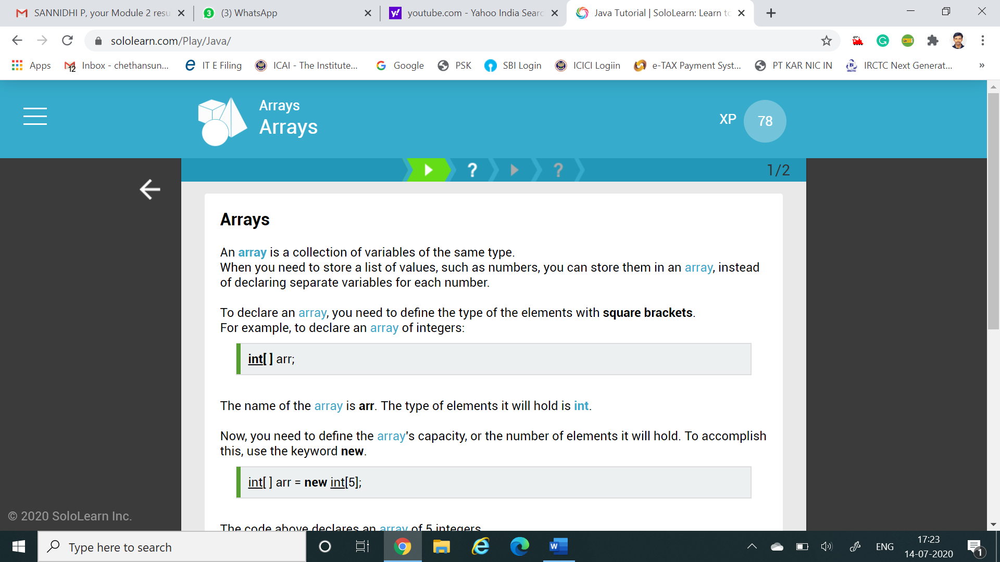 SANNIDHI P, your Module 2 resu
3 (3) WhatsApp
youtube.com - Yahoo India Searc
Java Tutorial | SoloLearn: Learn to
sololearn.com/Play/Java/
Apps
12 Inbox - chethansun...
IT E Filing
ICAI - The Institute...
Google
PSK
SBI Login
ICICI Logiin
e-TAX Payment Syst...
PT KAR NIC IN
IRCTC Next Generat...
»
Arrays
Arrays
XP 78
? ?
1/2
Arrays
An array is a collection of variables of the same type.
When you need to store a list of values, such as numbers, you can store them in an array, instead
of declaring separate variables for each number.
To declare an array, you need to define the type of the elements with square brackets.
For example, to declare an array of integers:
int[ ] arr;
The name of the array is arr. The type of elements it will hold is int.
Now, you need to define the array's capacity, or the number of elements it will hold. To accomplish
this, use the keyword new.
int[ ] arr = new int[5];
© 2020 SoloLearn Inc.
The code above declares an array of 5 integers.
Type here to search
ENG
17:23
14-07-2020
1